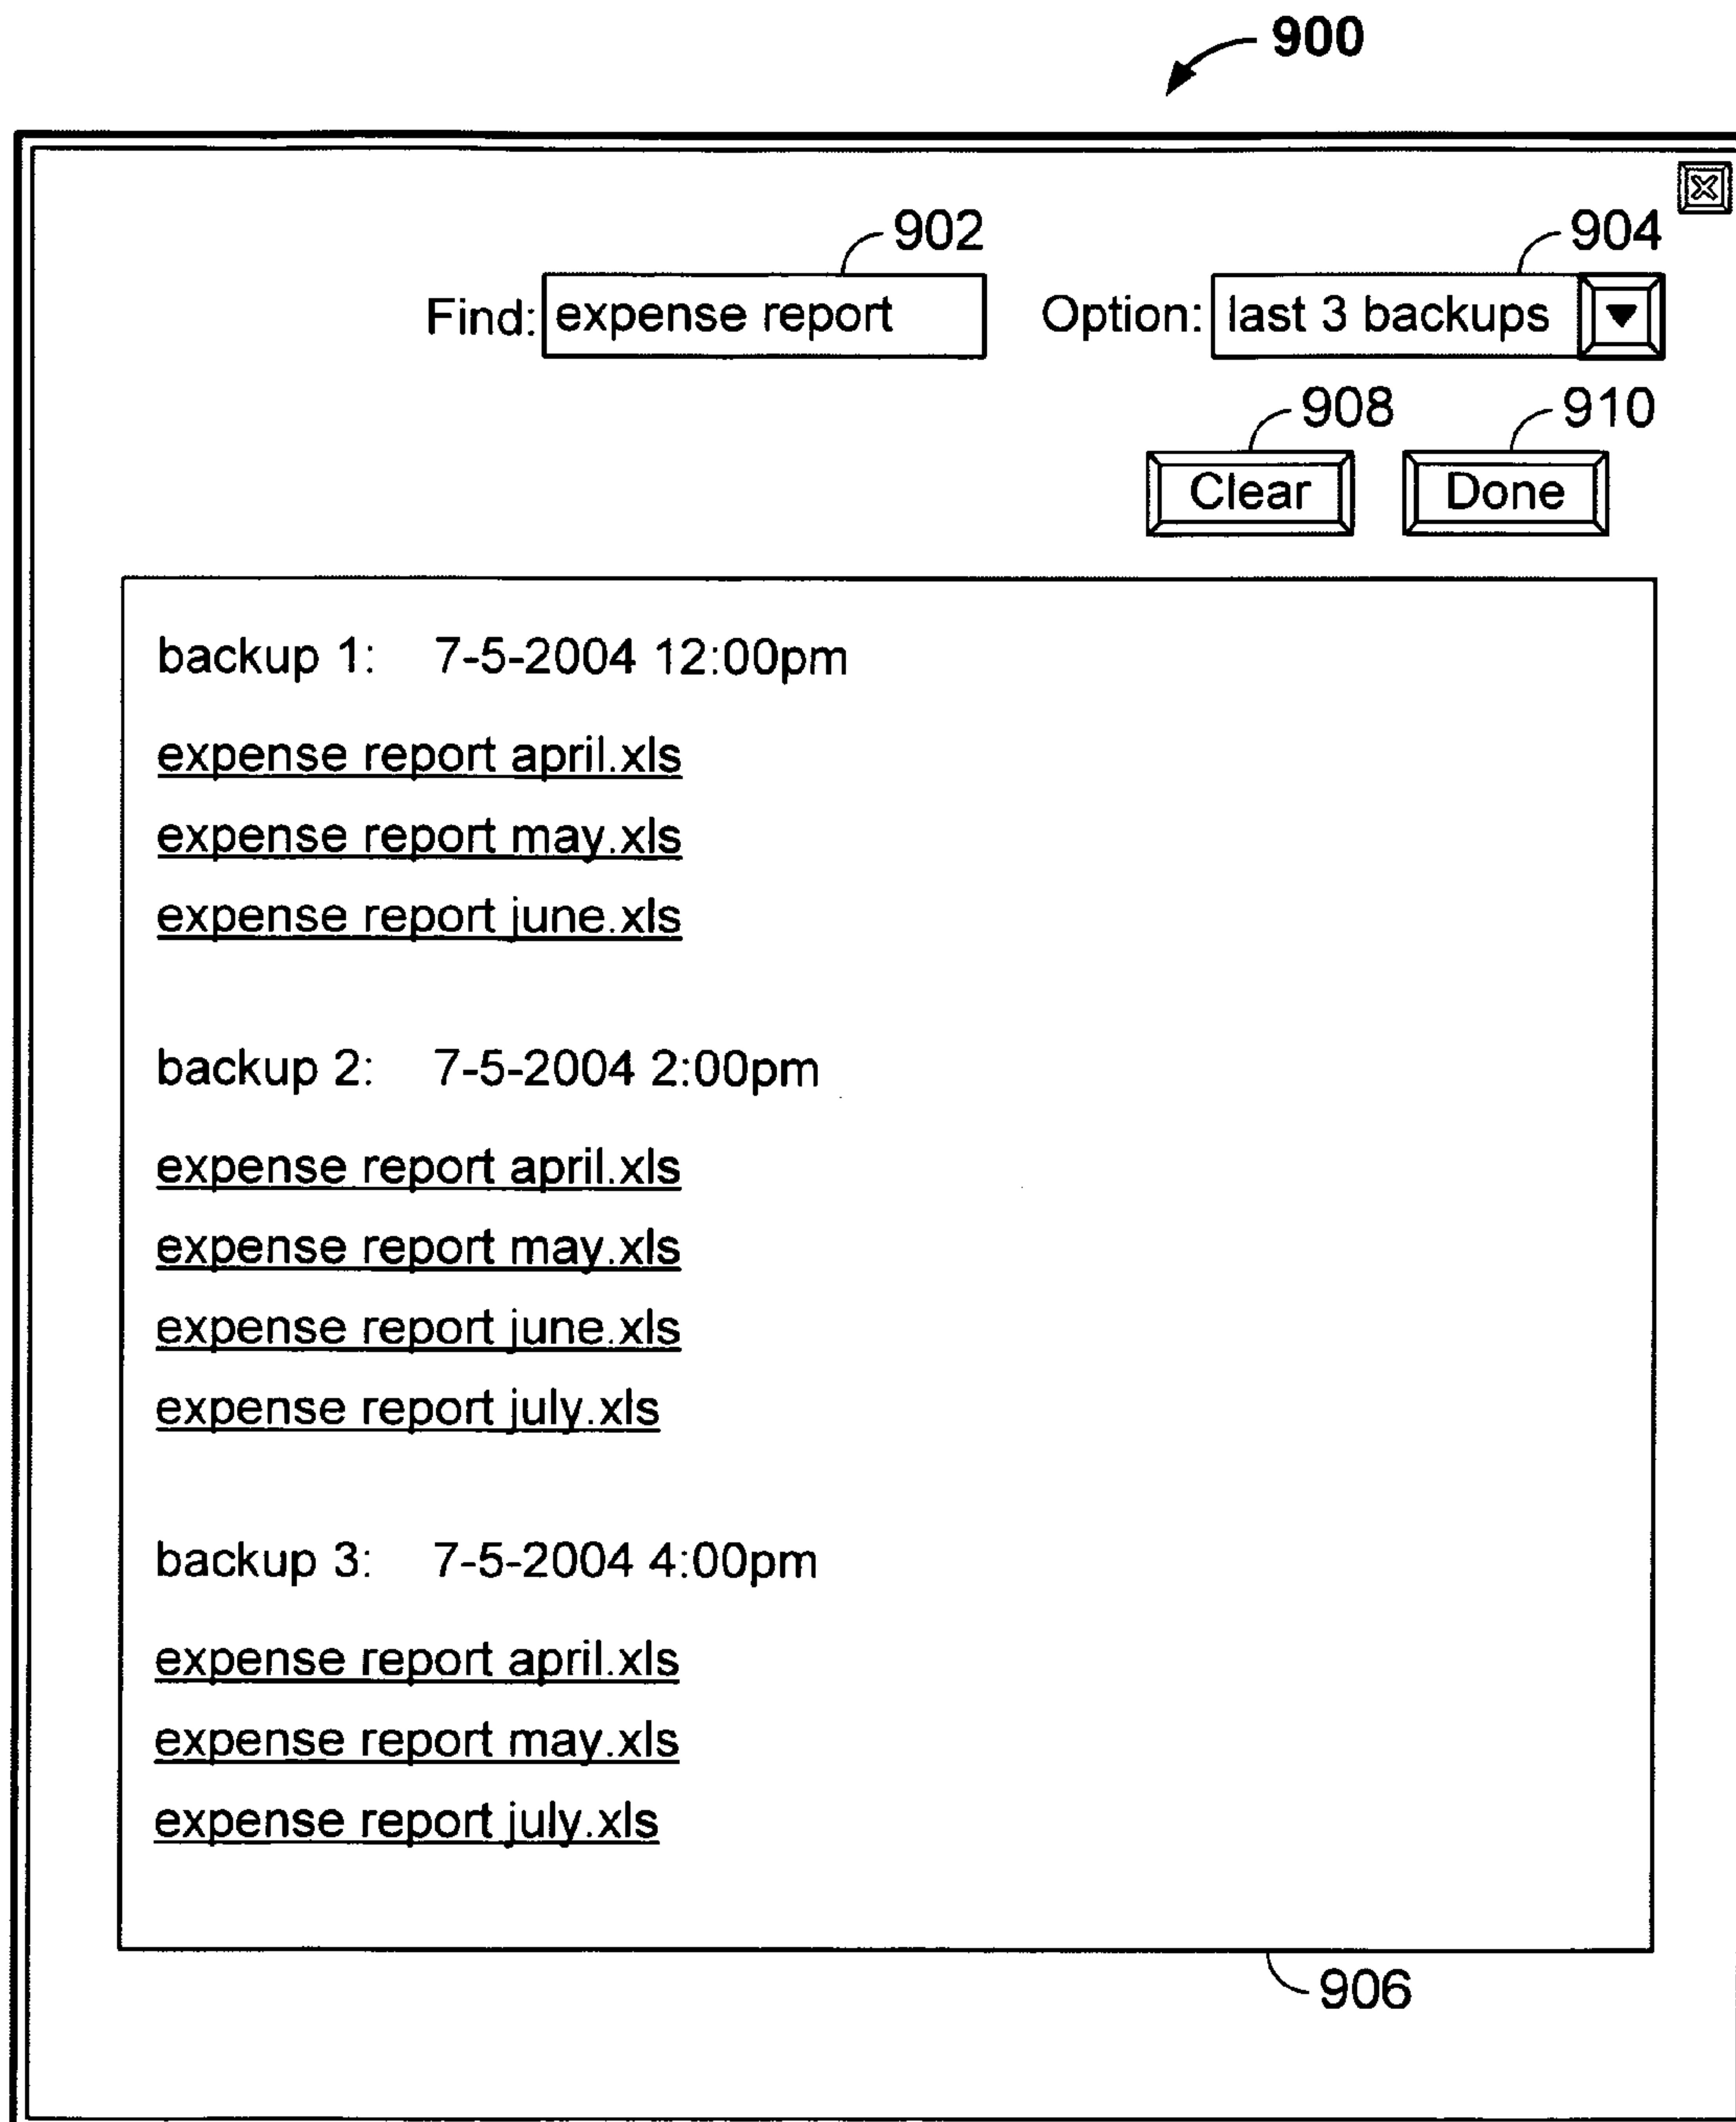 900
902
904
Find: expense report Option: last 3 backups
908
910
Clear Done
backup 1: 7-5-2004 12:00pm
expense report april.xls
expense report may.xls
expense report june.xls
backup 2: 7-5-2004 2:00pm
expense report april.xls
expense report may.xls
expense report june.xls
expense report july.xls
backup 3: 7-5-2004 4:00pm
expense report april.xls
expense report may.xls
expense report july.xls
906